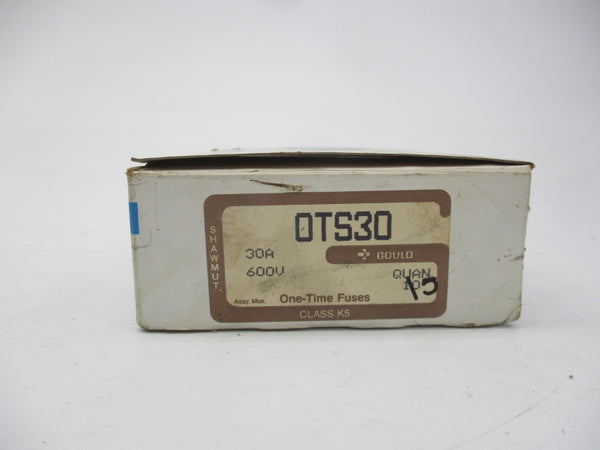 SHAWMUT
OTS30
30A
GOULD
600V
QUAN
10
Assy. Mex.
One-Time Fuses
CLASS K5